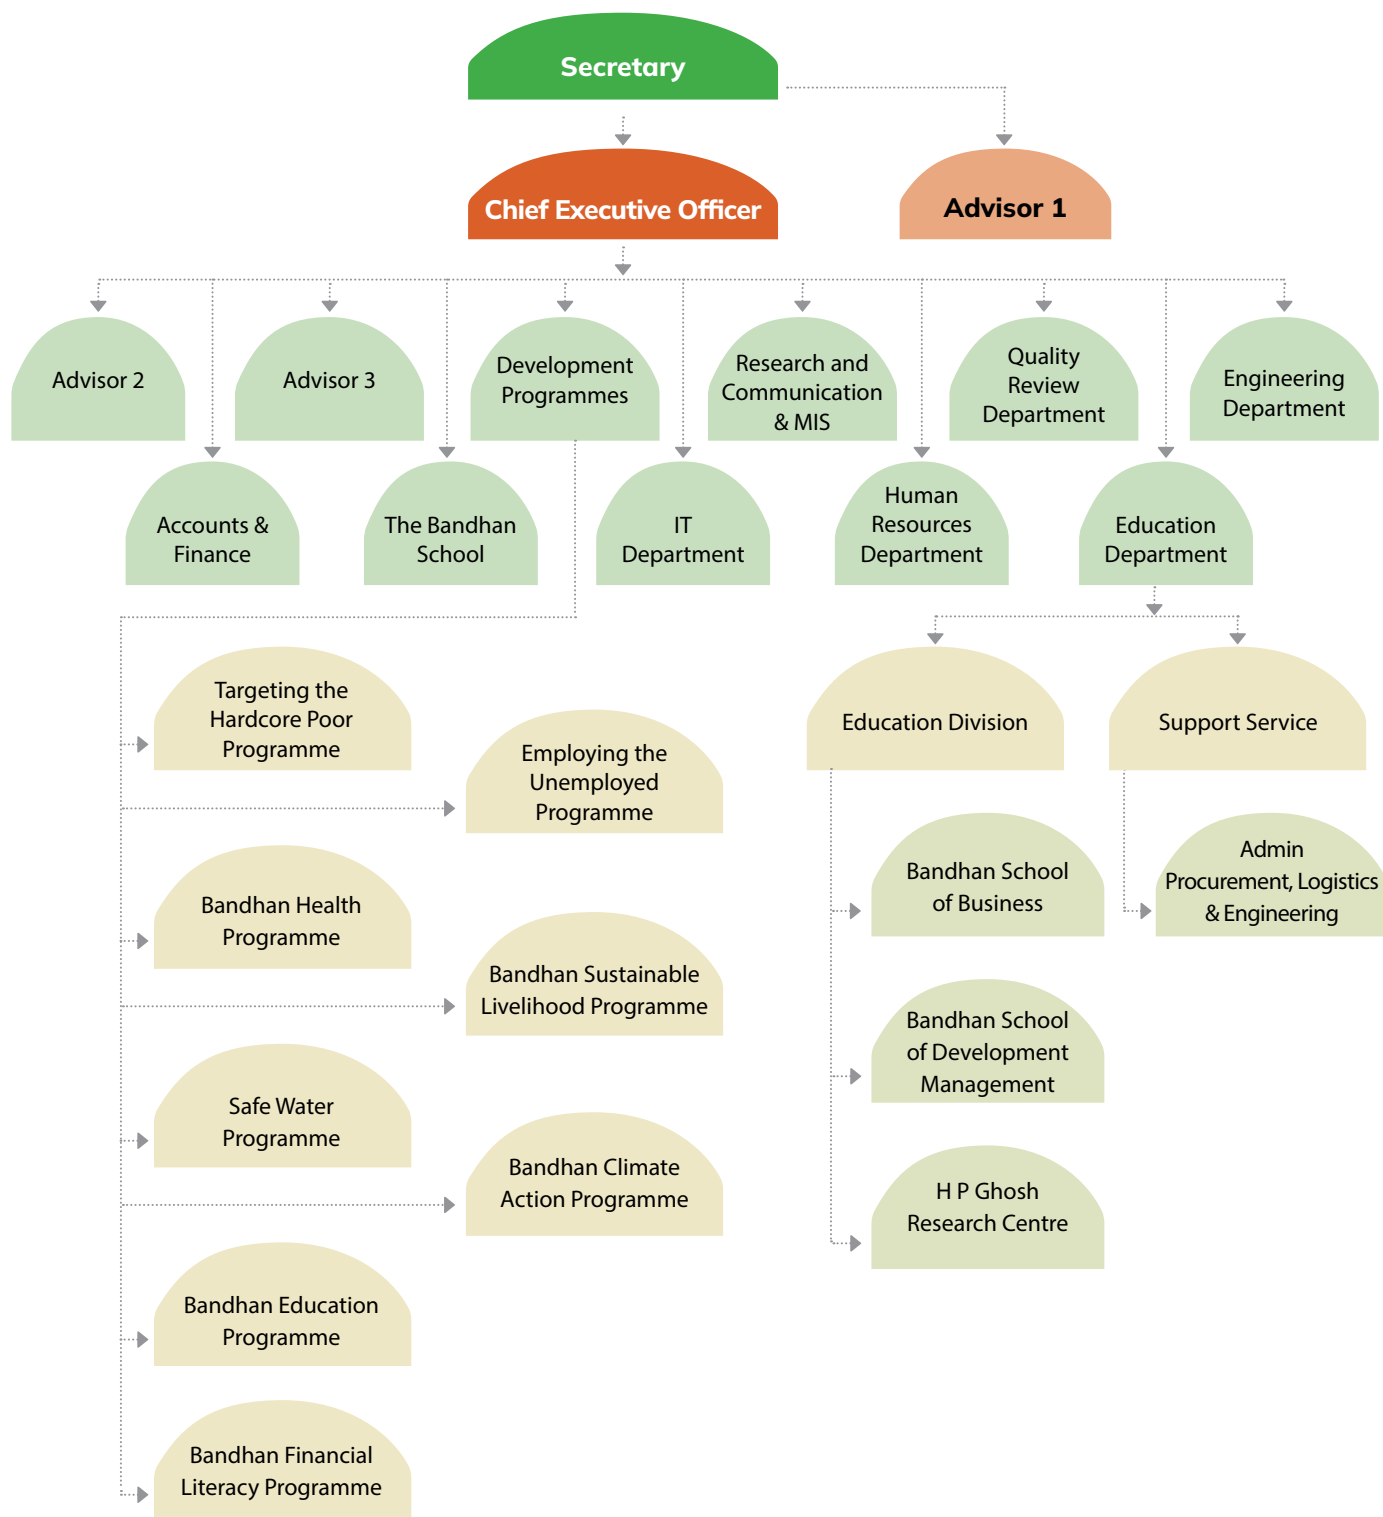 Secretary
Chief Executive Officer
Advisor 1
Advisor 2
Advisor 3
Development
Programmes
Research and
Communication
& MIS
Quality
Review
Department
Engineering
Department
Accounts &
Finance
The Bandhan
School
IT
Department
Human
Resources
Department
Education
Department
Targeting the
Hardcore Poor
Programme
Employing the
Unemployed
Programme
Bandhan Health
Programme
Bandhan Sustainable
Livelihood Programme
Safe Water
Programme
Bandhan Climate
Action Programme
Bandhan Education
Programme
Bandhan Financial
Literacy Programme
Education Division
Support Service
Bandhan School
of Business
Admin
Procurement, Logistics
& Engineering
Bandhan School
of Development
Management
H P Ghosh
Research Centre